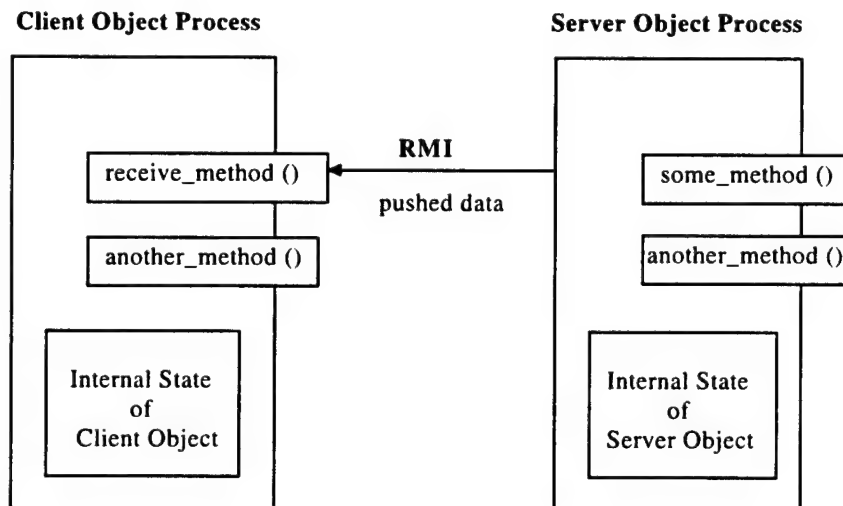 Client Object Process
Server Object Process
RMI
receive_method ()
pushed data
some_method ()
another_method ()
another_method ()
Internal State
of
Client Object
Internal State
of
Server Object